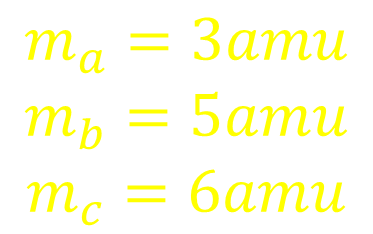 m_a = 3amu
m_b = 5amu
m_c = 6amu